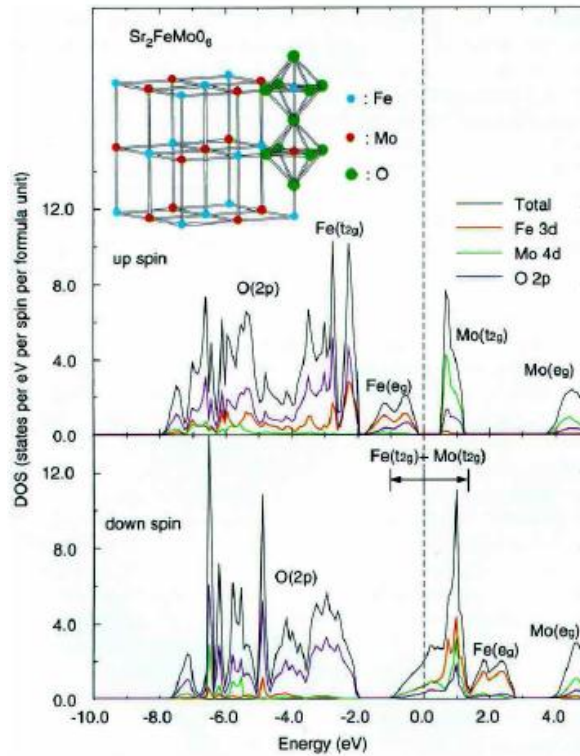 Sr₂FeMo0₆
: Fe
: Mo
: O
DOS (states per eV per spin per formula unit)
12.0
8.0
4.0
0.0
up spin
O(2p)
Fe(t₂g)
Fe(eg)
Mo(t₂g)
Mo(eg)
Total
Fe 3d
Mo 4d
O 2p
Fe(t₂g) – Mo(t₂g)
12.0
8.0
4.0
0.0
down spin
O(2p)
Fe(eg)
Mo(eg)
-10.0 -8.0 -6.0 -4.0 -2.0 0.0 2.0 4.0
Energy (eV)